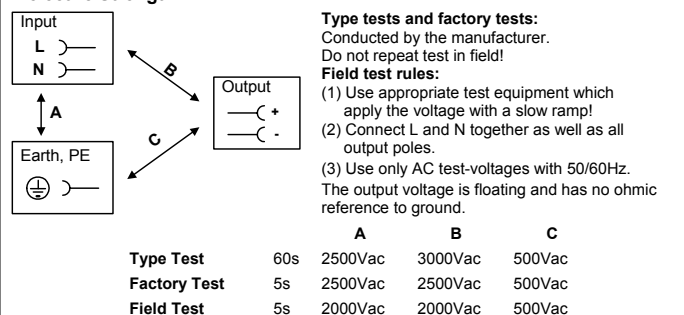 Input
L
N
A
B
C
Output
+
-
Earth, PE
Type tests and factory tests:
Conducted by the manufacturer.
Do not repeat test in field!
Field test rules:
(1) Use appropriate test equipment which
apply the voltage with a slow ramp!
(2) Connect L and N together as well as all
output poles.
(3) Use only AC test-voltages with 50/60Hz.
The output voltage is floating and has no ohmic
reference to ground.
A B C
Type Test 60s 2500Vac 3000Vac 500Vac
Factory Test 5s 2500Vac 2500Vac 500Vac
Field Test 5s 2000Vac 2000Vac 500Vac